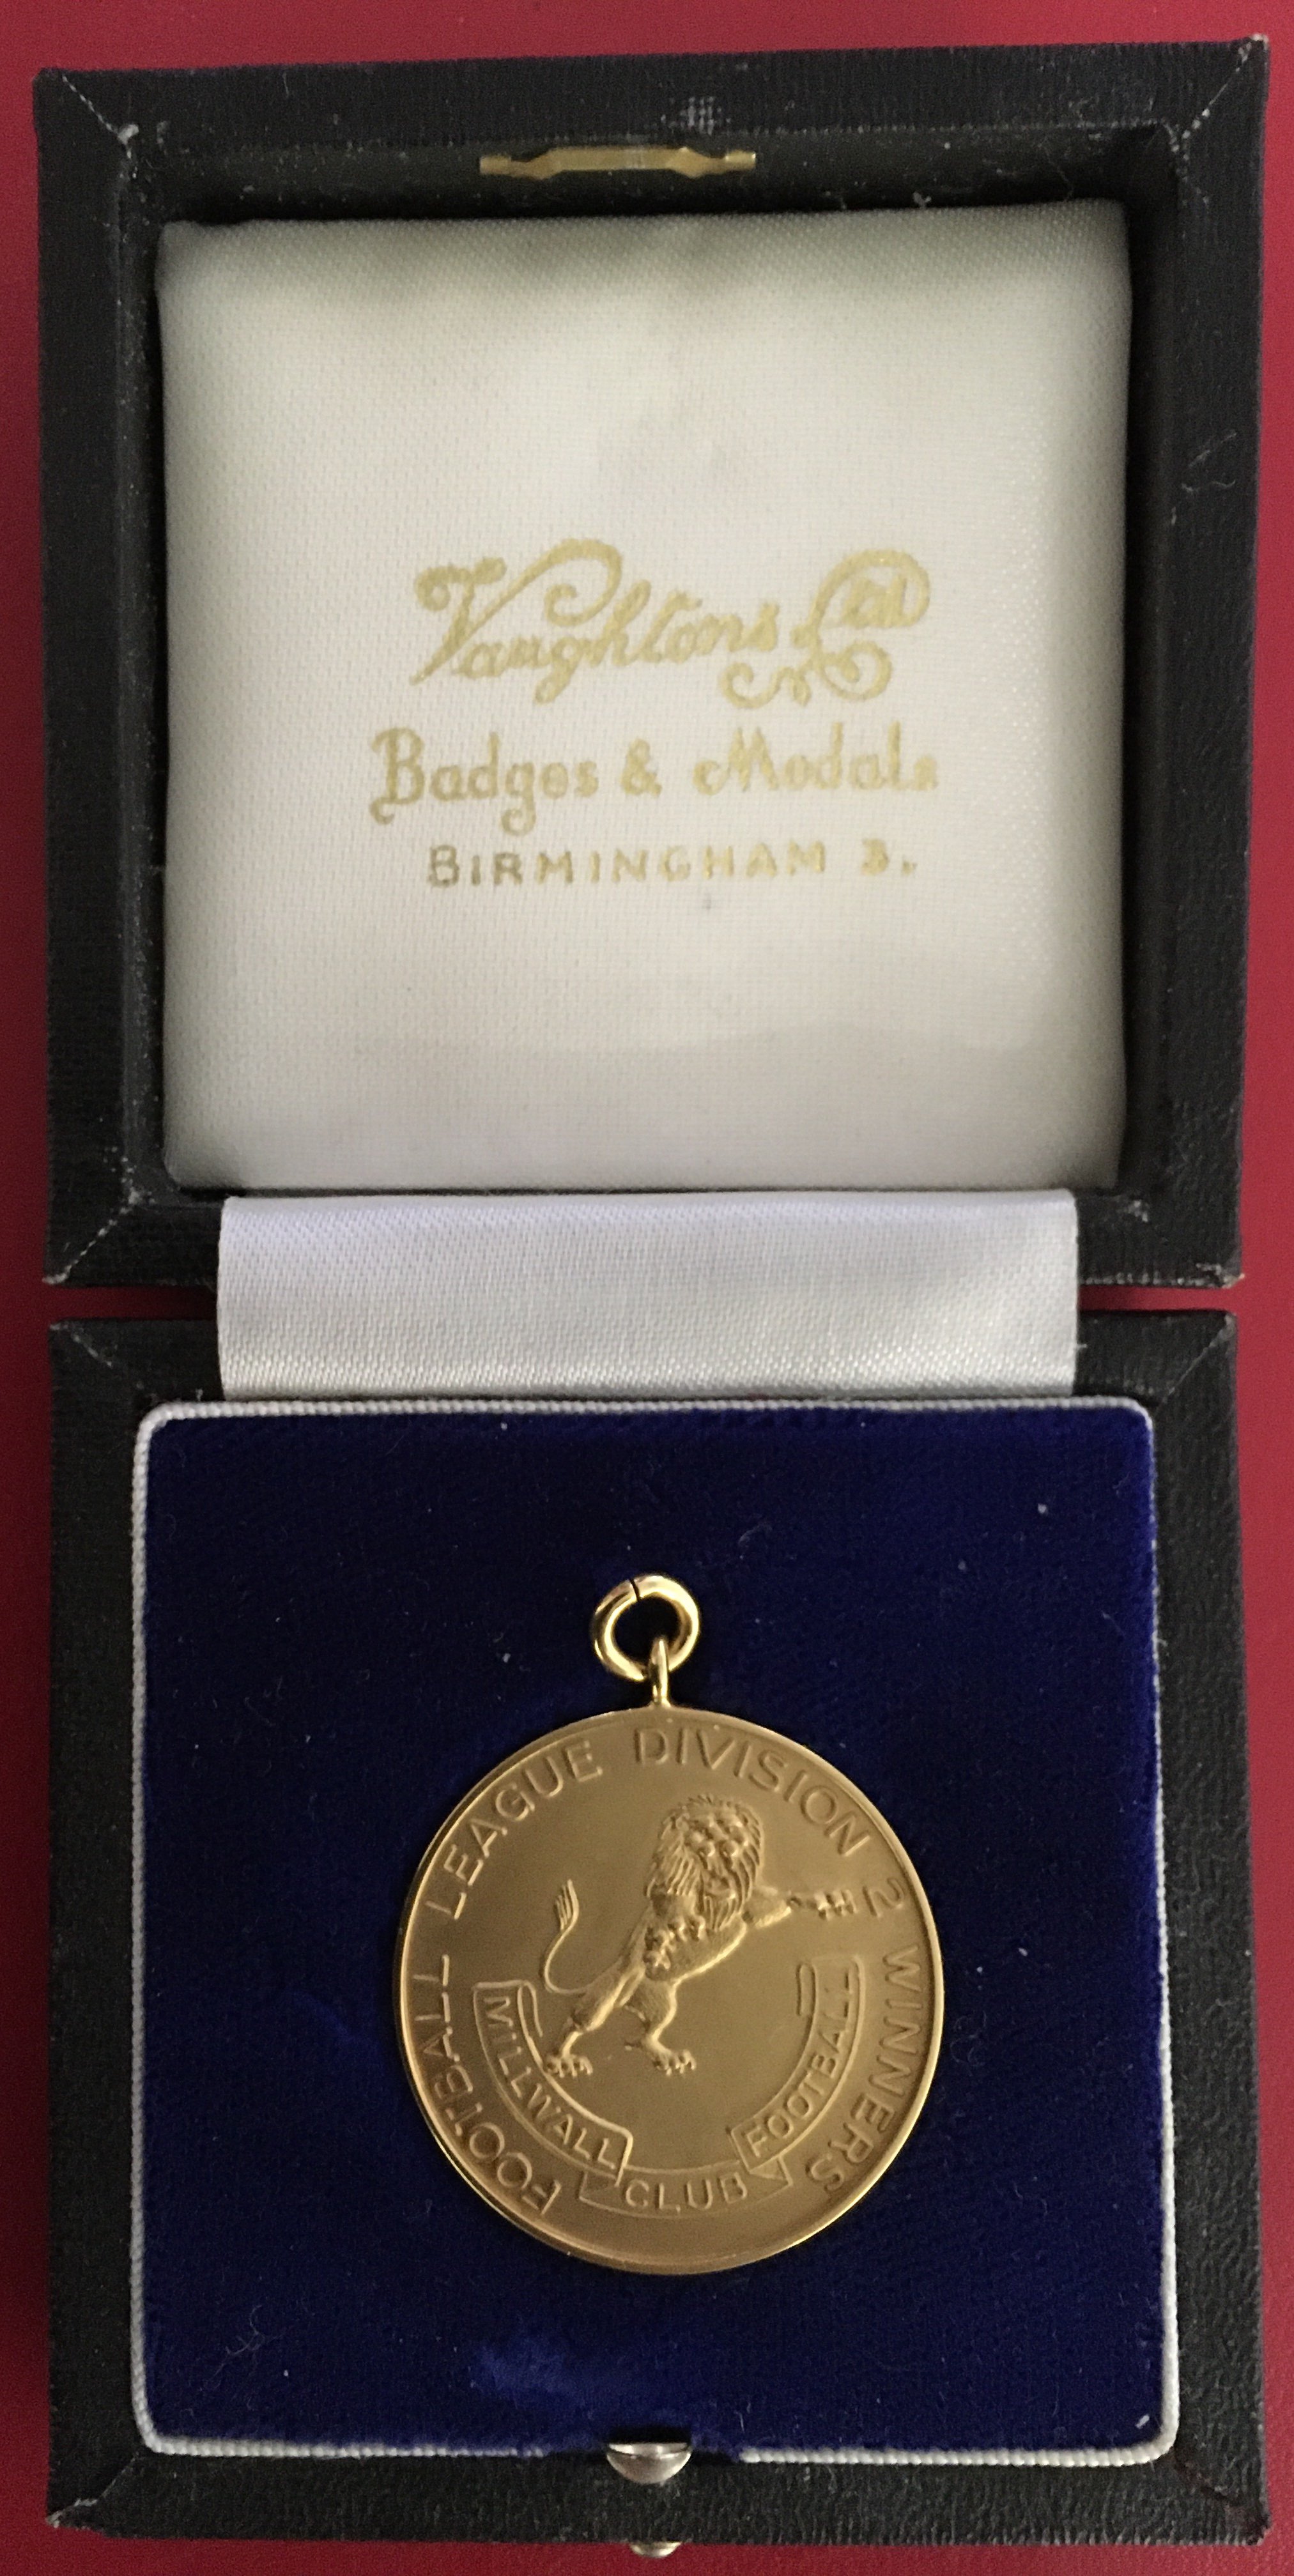 Vaughtons Ltd
Badges & Medals
BIRMINGHAM 3.
FOOTBALL LEAGUE DIVISION 2 WINNERS
MILLWALL
CLUB
FOOTBALL